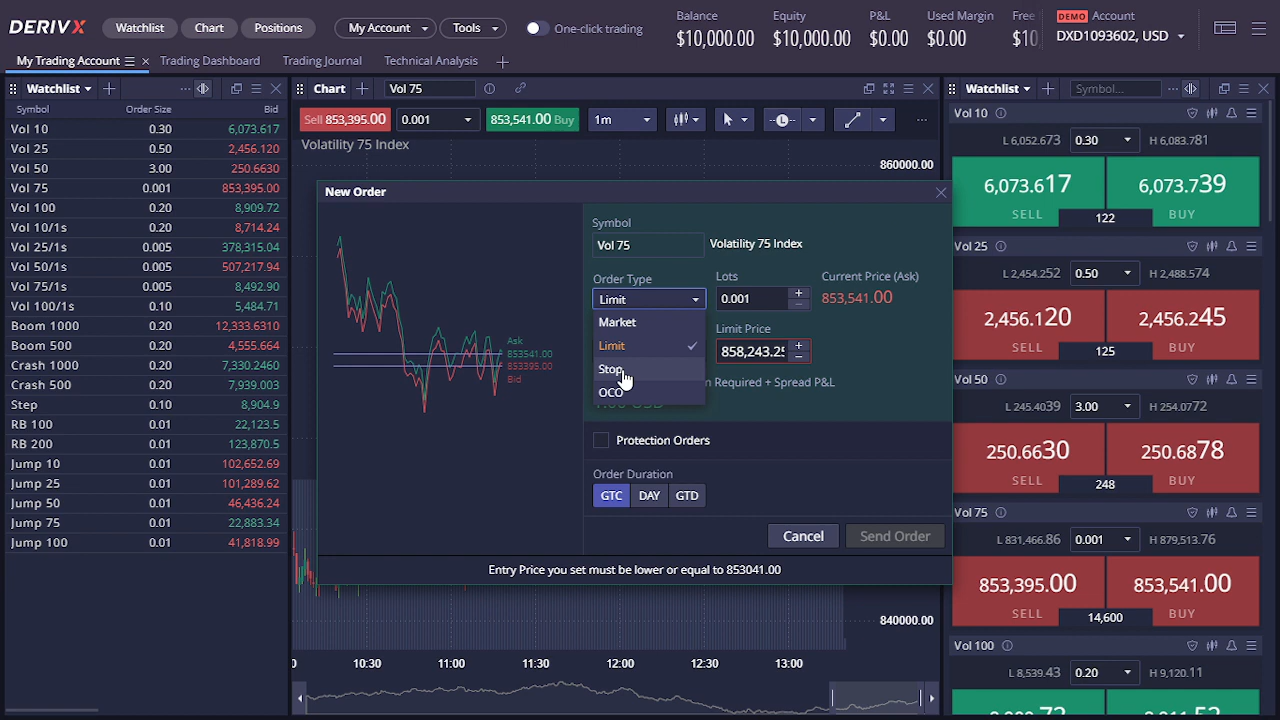 DERIVX Watchlist Chart Positions My Account Tools One-click trading
Balance Equity P&L Used Margin Free DEMO Account
$10,000.00 $10,000.00 $0.00 $0.00 $10 DXD1093602, USD
My Trading Account Trading Dashboard Trading Journal Technical Analysis
Watchlist
Symbol Order Size Bid
Vol 10 0.30 6,073.617
Vol 25 0.50 2,456.120
Vol 50 3.00 250.6630
Vol 75 0.001 853,395.00
Vol 100 0.20 8,909.72
Vol 10/1s 0.20 8,714.24
Vol 25/1s 0.005 378,315.04
Vol 50/1s 0.005 507,217.94
Vol 75/1s 0.005 8,492.90
Vol 100/1s 0.10 5,484.71
Boom 1000 0.20 12,333.6310
Boom 500 0.20 4,555.664
Crash 1000 0.20 7,330.2460
Crash 500 0.20 7,939.003
Step 0.10 8,904.9
RB 100 0.01 22,123.5
RB 200 0.01 123,870.5
Jump 10 0.01 102,652.69
Jump 25 0.01 101,289.62
Jump 50 0.01 46,436.24
Jump 75 0.01 22,883.34
Jump 100 0.01 41,818.99
Chart Vol 75
Sell 853,395.00 0.001 853,541.00 Buy 1m
Volatility 75 Index
860000.00
New Order
Ask
853541.00
853395.00
Bid
Symbol
Vol 75 Volatility 75 Index
Order Type Lots Current Price (Ask)
Limit 0.001 853,541.00
Market
Limit
Stop
OCO
Limit Price
858,243.25
n Required + Spread P&L
Protection Orders
Order Duration
GTC DAY GTD
Cancel Send Order
Entry Price you set must be lower or equal to 853041.00
840000.00
0 10:30 11:00 11:30 12:00 12:30 13:00
Watchlist Symbol...
Vol 10
L 6,052.673 0.30 H 6,083.781
6,073.617 6,073.739
SELL 122 BUY
Vol 25
L 2,454.252 0.50 H 2,488.574
2,456.120 2,456.245
SELL 125 BUY
Vol 50
L 245.4039 3.00 H 254.0772
250.6630 250.6878
SELL 248 BUY
Vol 75
L 831,466.86 0.001 H 879,513.76
853,395.00 853,541.00
SELL 14,600 BUY
Vol 100
L 8,539.43 0.20 H 9,120.11